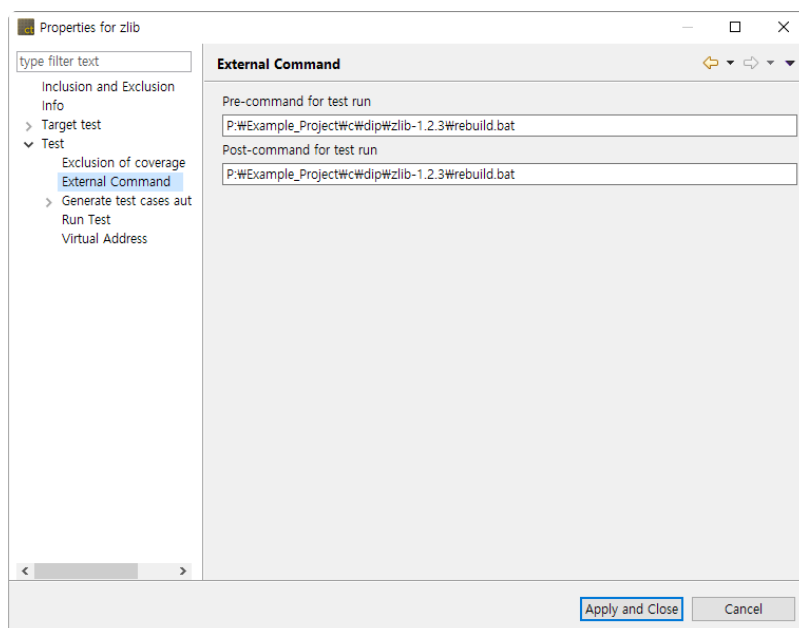 ct
Properties for zlib
type filter text
Inclusion and Exclusion
Info
Target test
Test
Exclusion of coverage
External Command
Generate test cases aut
Run Test
Virtual Address
External Command
Pre-command for test run
P:₩Example_Project₩c₩dip₩zlib-1.2.3₩rebuild.bat
Post-command for test run
P:₩Example_Project₩c₩dip₩zlib-1.2.3₩rebuild.bat
Apply and Close
Cancel